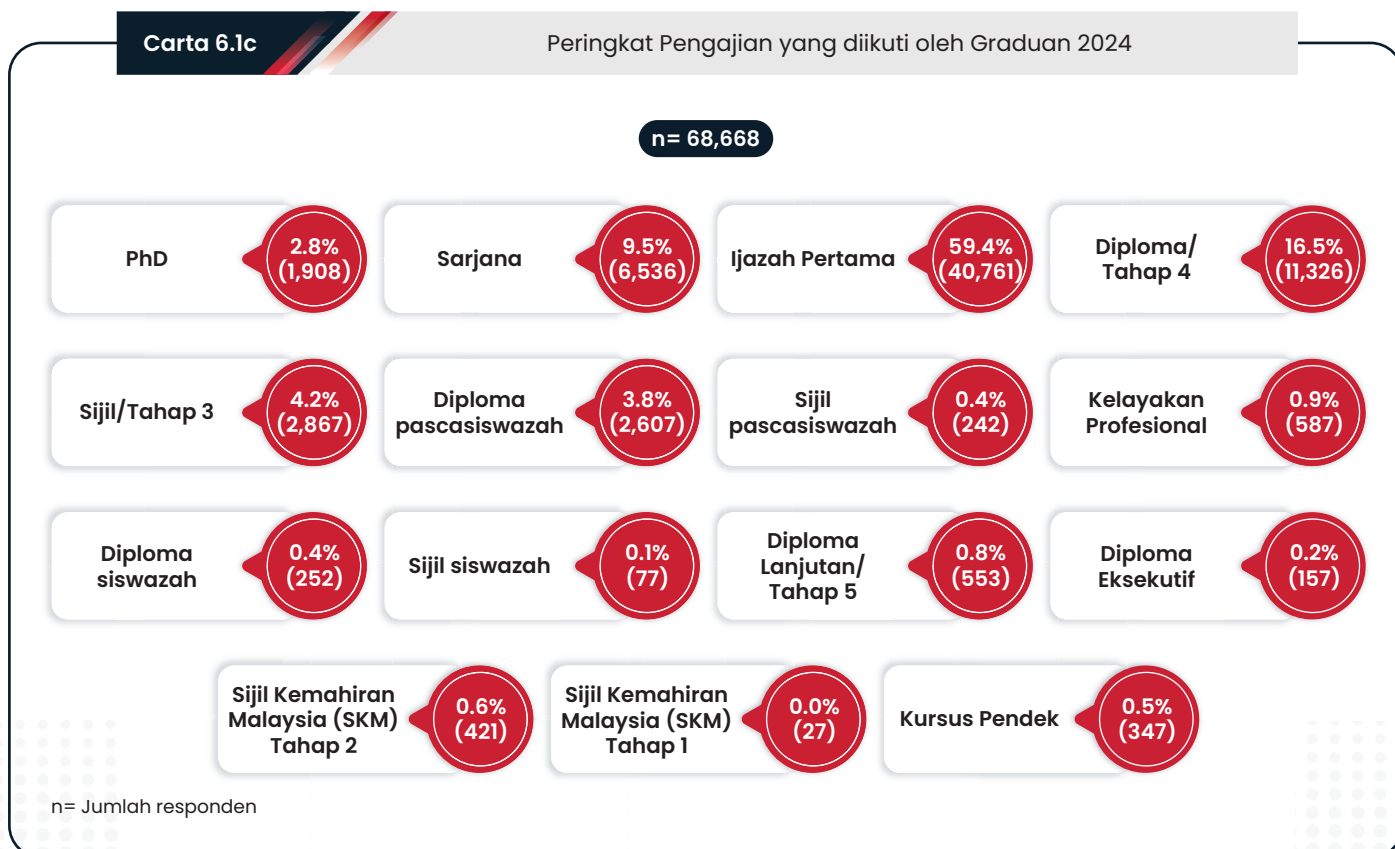 Carta 6.1c
Peringkat Pengajian yang diikuti oleh Graduan 2024
n= 68,668
PhD
2.8%
(1,908)
Sarjana
9.5%
(6,536)
Ijazah Pertama
59.4%
(40,761)
Diploma/
Tahap 4
16.5%
(11,326)
Sijil/Tahap 3
4.2%
(2,867)
Diploma
pascasiswazah
3.8%
(2,607)
Sijil
pascasiswazah
0.4%
(242)
Kelayakan
Profesional
0.9%
(587)
Diploma
siswazah
0.4%
(252)
Sijil siswazah
0.1%
(77)
Diploma
Lanjutan/
Tahap 5
0.8%
(553)
Diploma
Eksekutif
0.2%
(157)
Sijil Kemahiran
Malaysia (SKM)
Tahap 2
0.6%
(421)
Sijil Kemahiran
Malaysia (SKM)
Tahap 1
0.0%
(27)
Kursus Pendek
0.5%
(347)
n= Jumlah responden